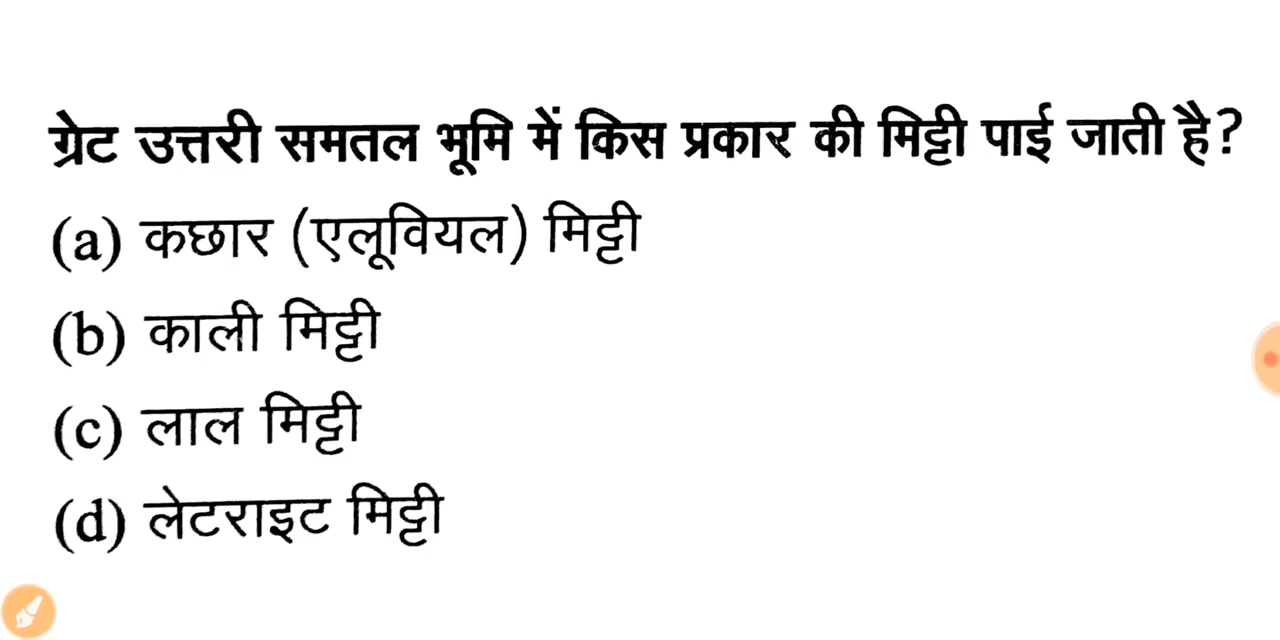 ग्रेट उत्तरी समतल भूमि में किस प्रकार की मिट्टी पाई जाती है?
(a) कछार (एलूवियल) मिट्टी
(b) काली मिट्टी
(c) लाल मिट्टी
(d) लेटराइट मिट्टी